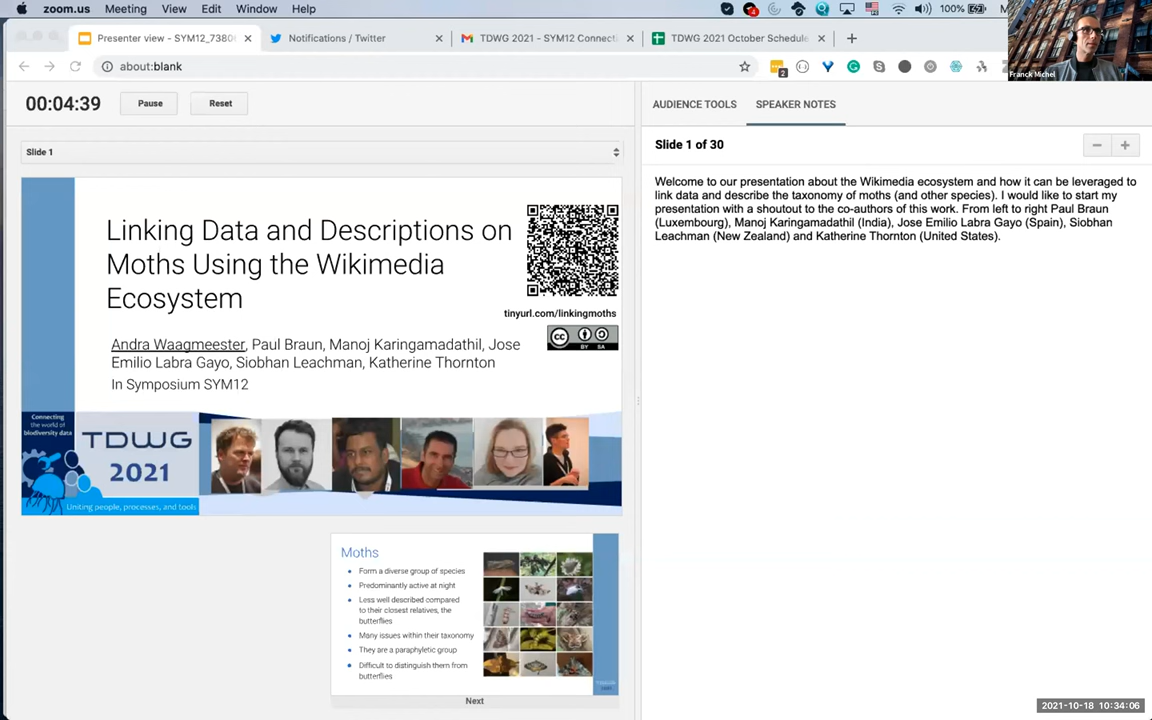 zoom.us Meeting View Edit Window Help
100%
Presenter view - SYM12_7380
Notifications / Twitter
TDWG 2021 - SYM12 Connecti
TDWG 2021 October Schedule
about:blank
2
Franck Michel
00:04:39
Pause
Reset
AUDIENCE TOOLS
SPEAKER NOTES
Slide 1
Slide 1 of 30
Linking Data and Descriptions on
Moths Using the Wikimedia
Ecosystem
tinyurl.com/linkingmoths
CC BY SA
Andra Waagmeester, Paul Braun, Manoj Karingamadathil, Jose
Emilio Labra Gayo, Siobhan Leachman, Katherine Thornton
In Symposium SYM12
Connecting
the world of
biodiversity data
TDWG
2021
Uniting people, processes, and tools
Welcome to our presentation about the Wikimedia ecosystem and how it can be leveraged to
link data and describe the taxonomy of moths (and other species). I would like to start my
presentation with a shoutout to the co-authors of this work. From left to right Paul Braun
(Luxembourg), Manoj Karingamadathil (India), Jose Emilio Labra Gayo (Spain), Siobhan
Leachman (New Zealand) and Katherine Thornton (United States).
Moths
Form a diverse group of species
Predominantly active at night
Less well described compared
to their closest relatives, the
butterflies
Many issues within their taxonomy
They are a paraphyletic group
Difficult to distinguish them from
butterflies
Next
2021-10-18 10:34:06